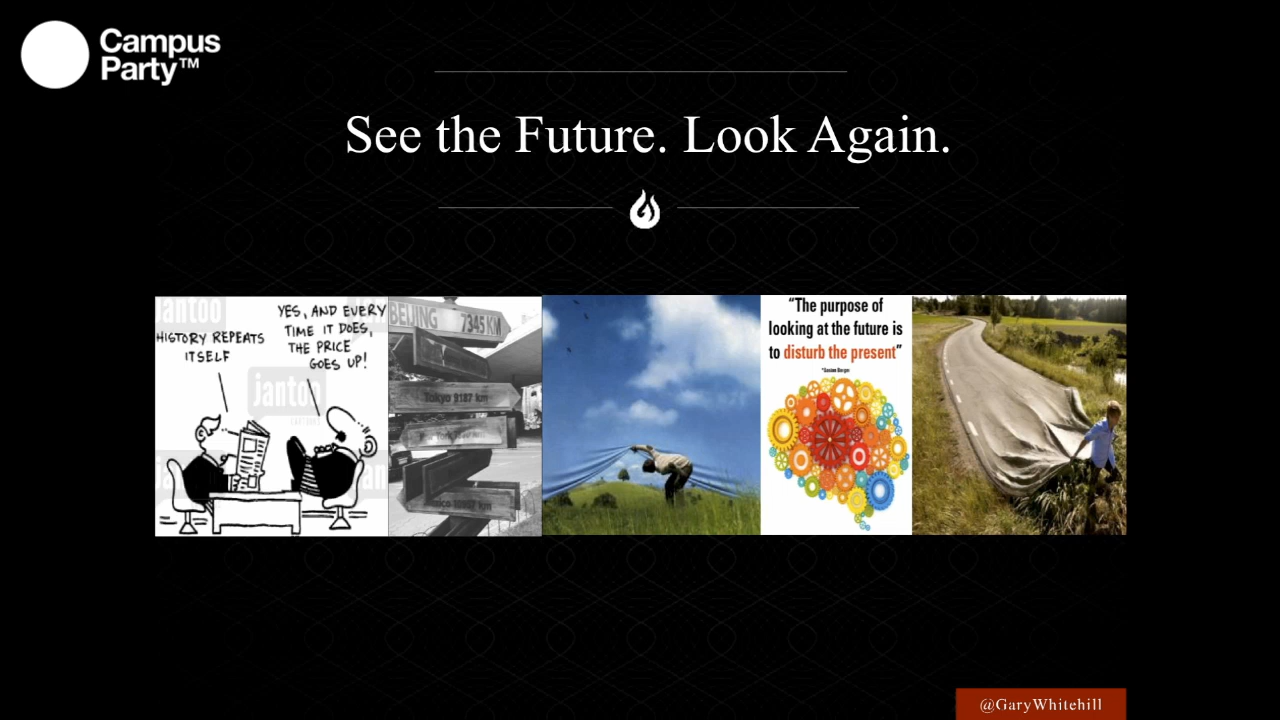 Campus
Party™
See the Future. Look Again.
jantoo
HISTORY REPEATS
ITSELF
YES, AND EVERY
TIME IT DOES,
THE PRICE
GOES UP!
jantoo
BEIJING 7345 KM
Tokyo 9187 km
"The purpose of
looking at the future is
to disturb the present"
@GaryWhitehill